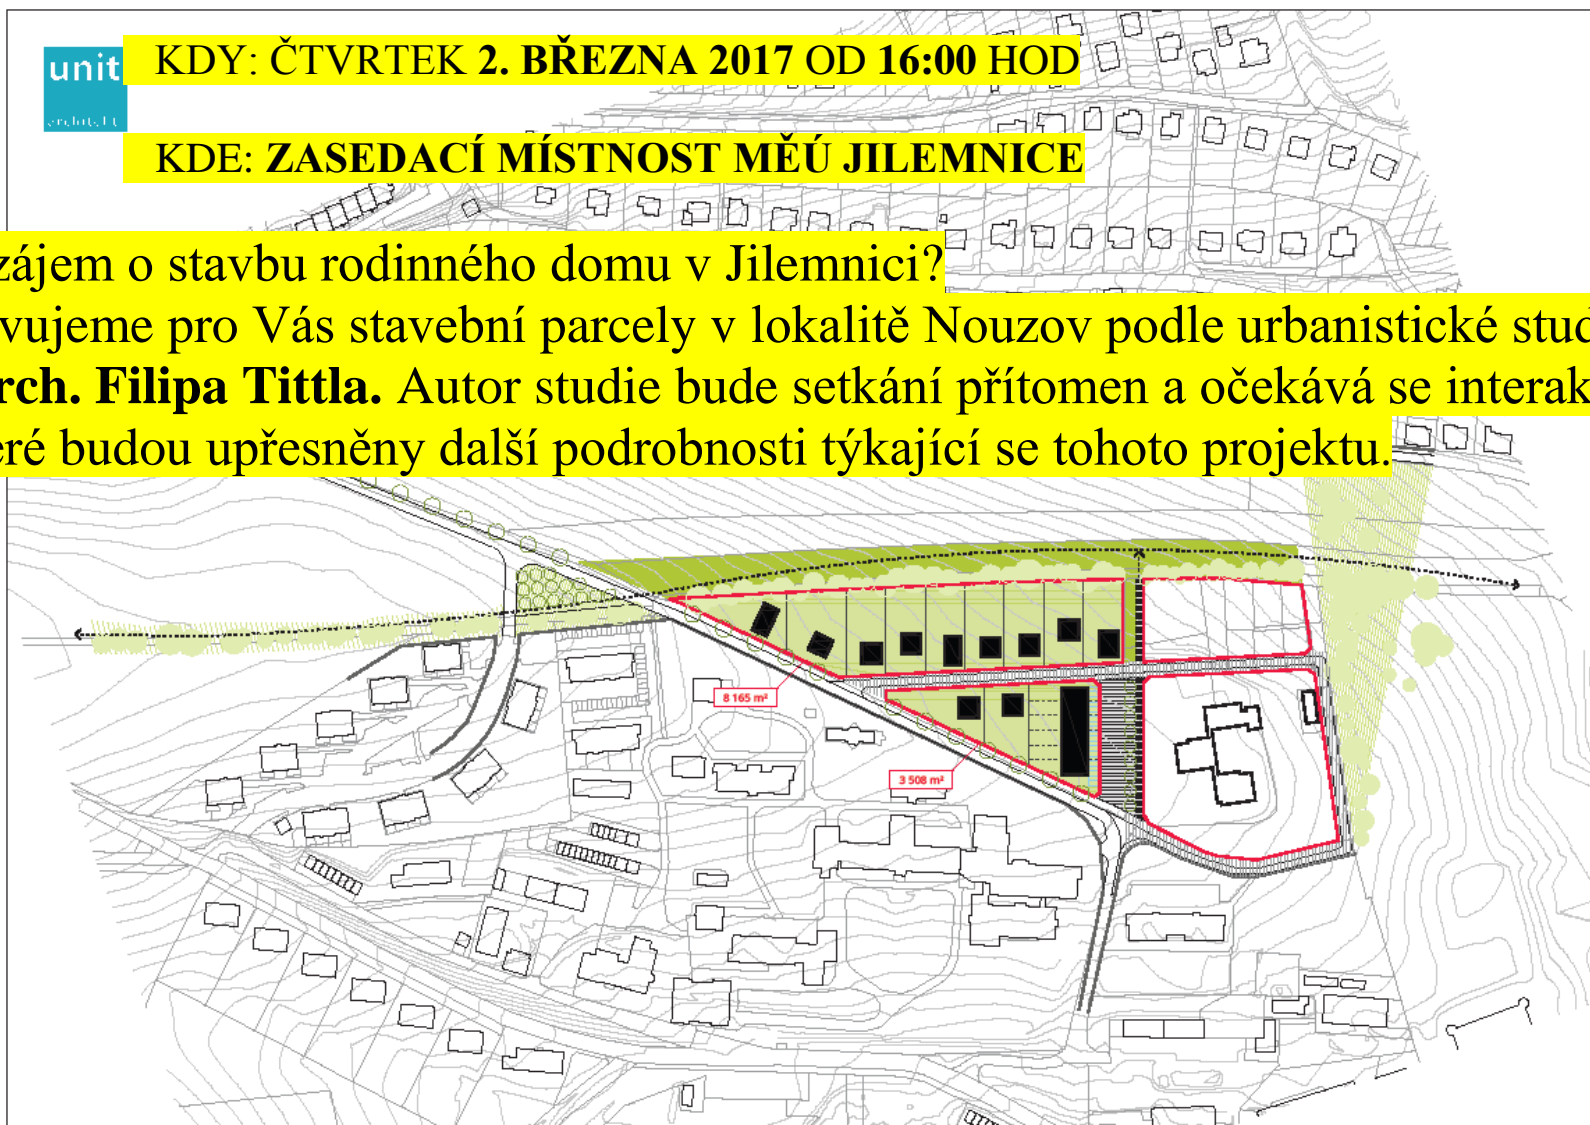 unit
architekt
KDY: ČTVRTEK 2. BŘEZNA 2017 OD 16:00 HOD
KDE: ZASEDACÍ MÍSTNOST MĚÚ JILEMNICE
zájem o stavbu rodinného domu v Jilemnici?
vujeme pro Vás stavební parcely v lokalitě Nouzov podle urbanistické stud
rch. Filipa Tittla. Autor studie bude setkání přítomen a očekává se interak
eré budou upřesněny další podrobnosti týkající se tohoto projektu.
8 165 m²
3 508 m²